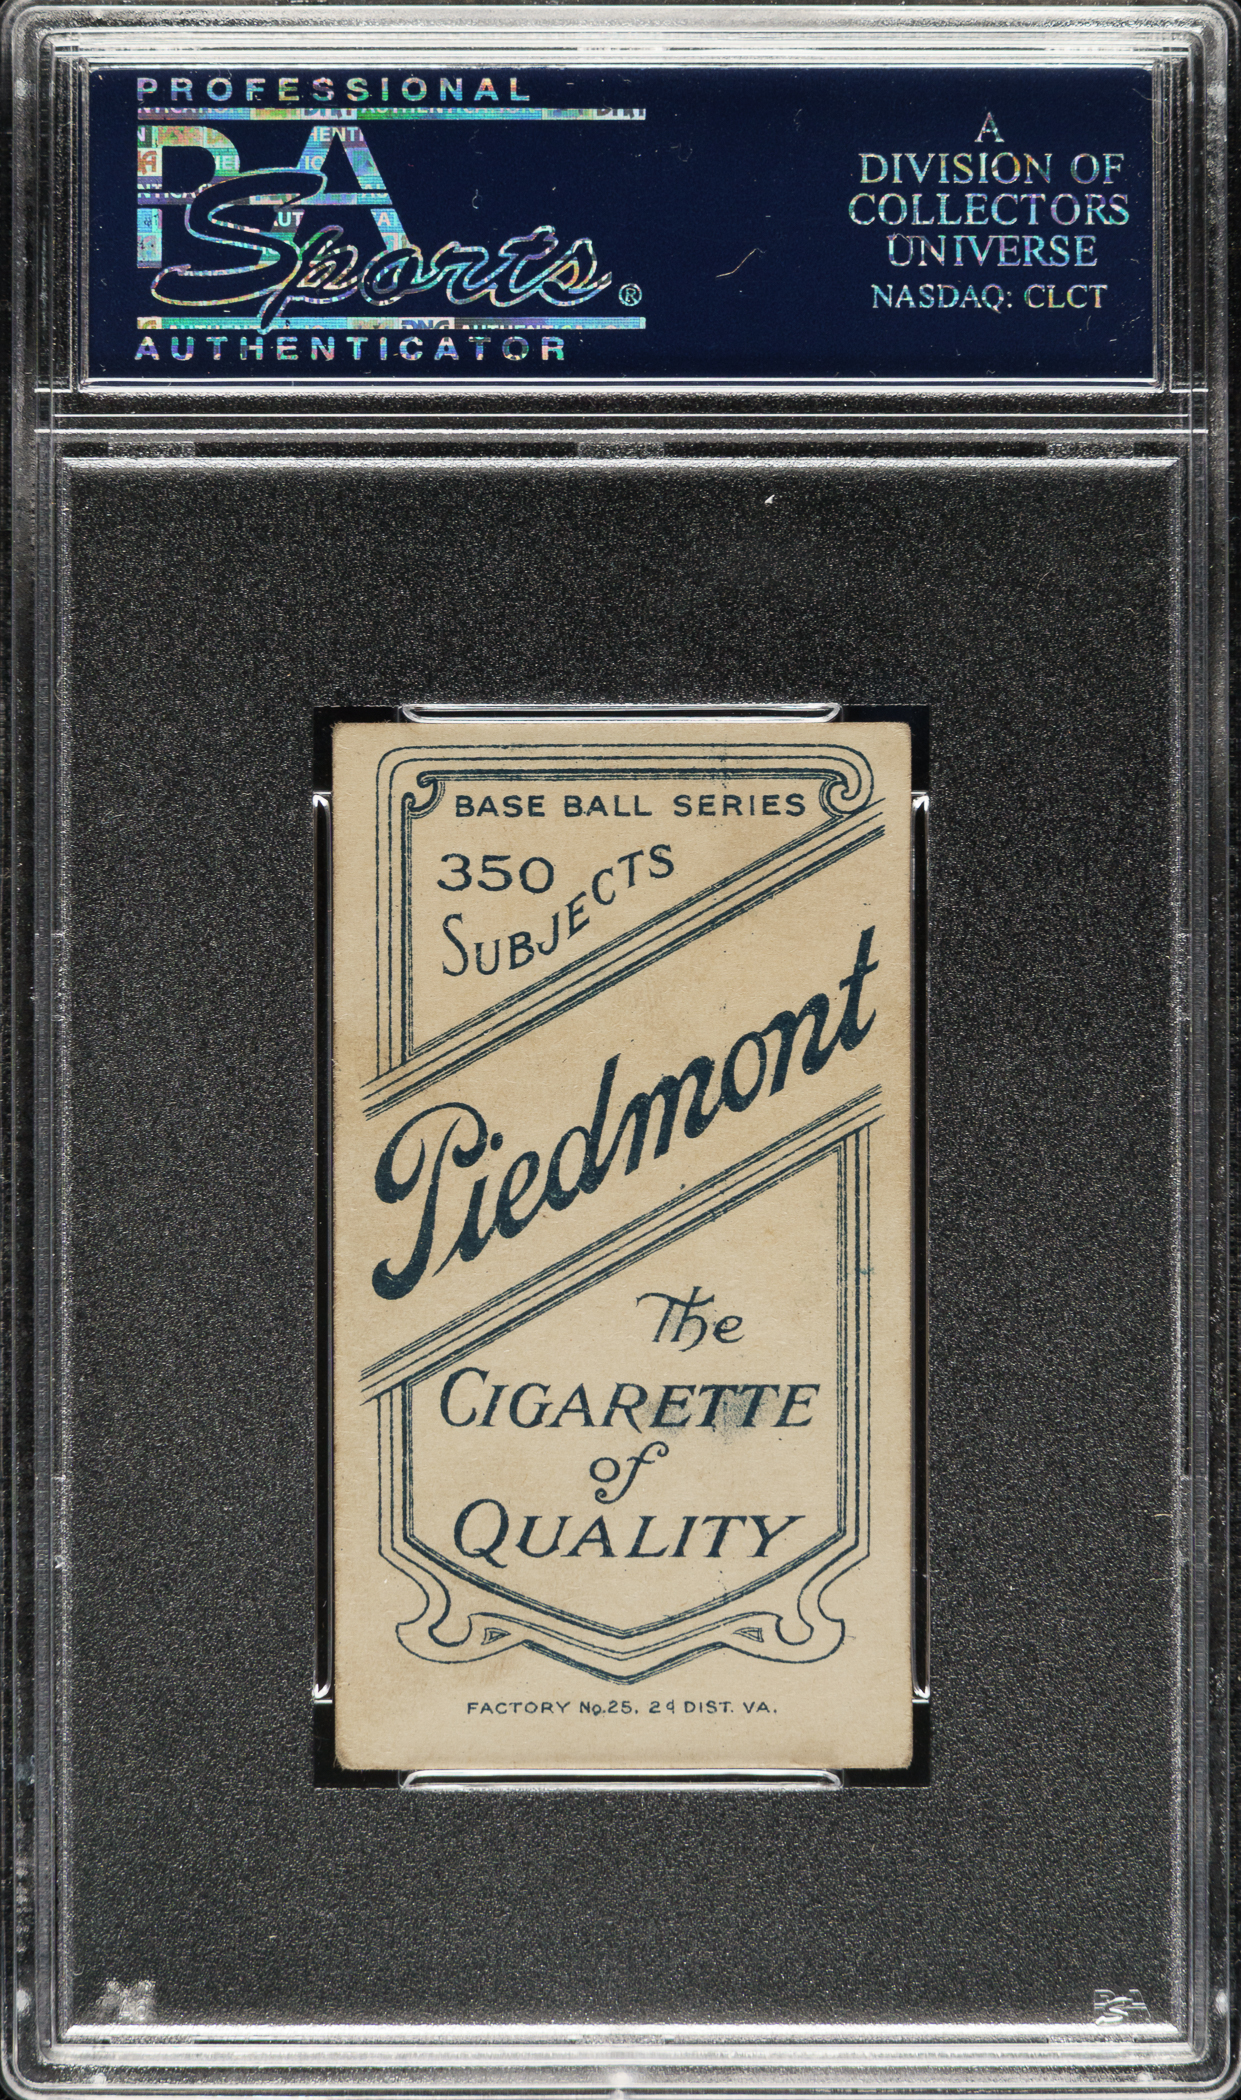 PROFESSIONAL
PSA
Sports®
AUTHENTICATOR
A
DIVISION OF
COLLECTORS
UNIVERSE
NASDAQ: CLCT
BASE BALL SERIES
350
SUBJECTS
Piedmont
The
CIGARETTE
of
QUALITY
FACTORY No.25. 2d DIST. VA.
PSA